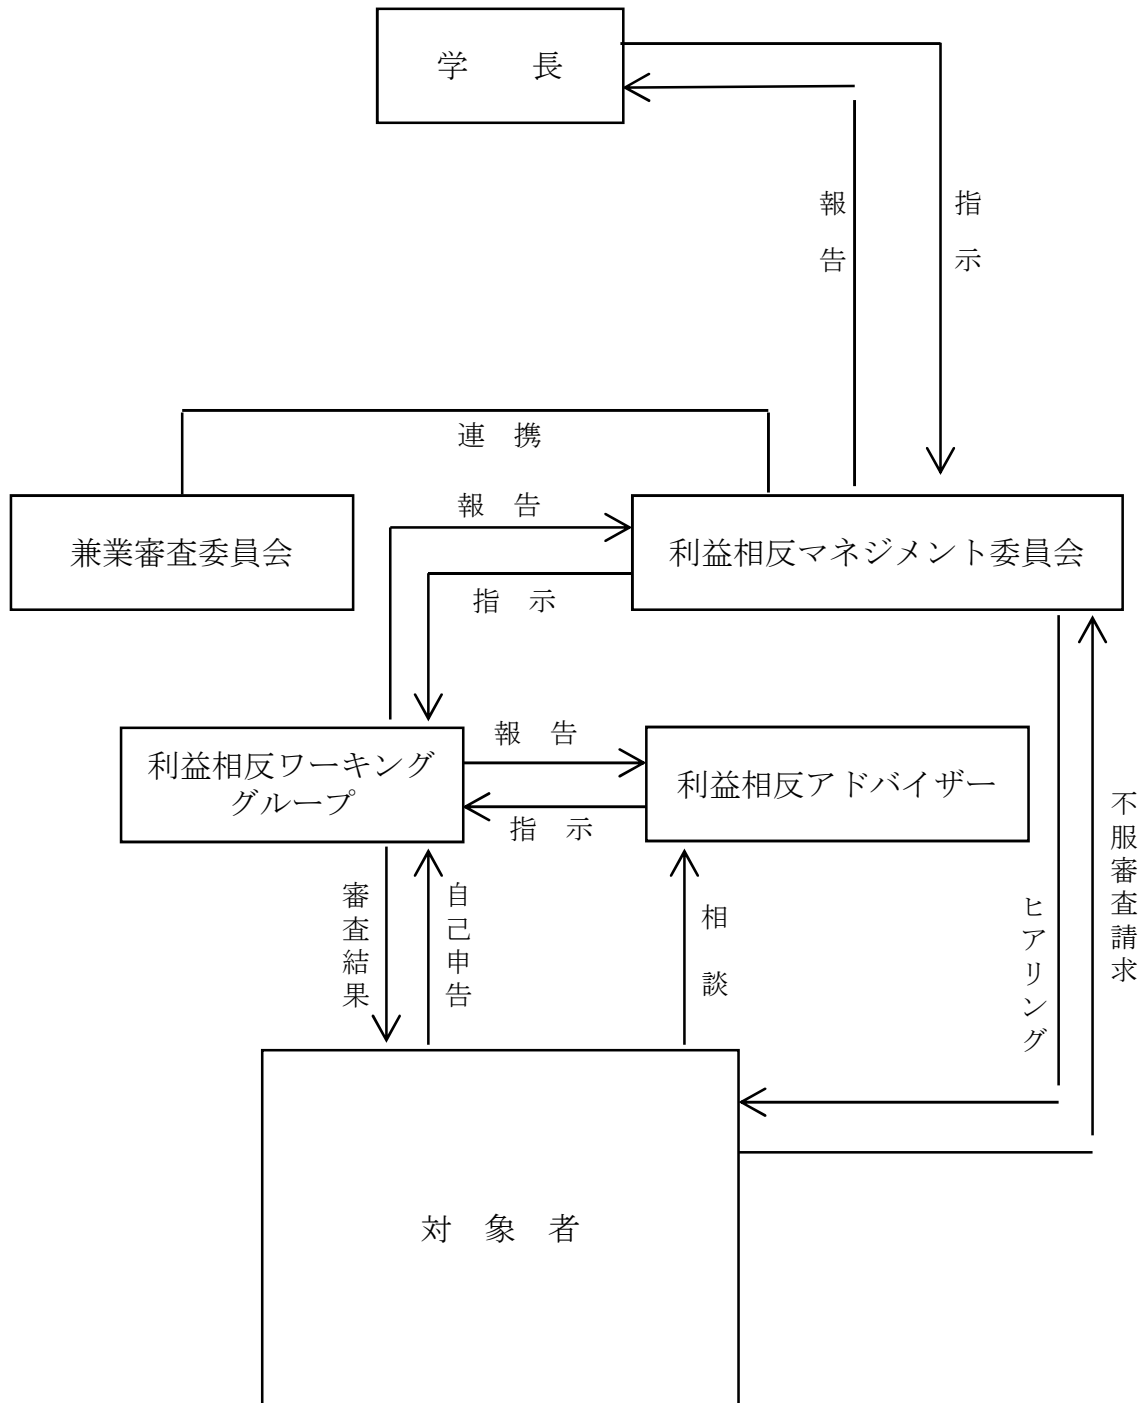 学　長
報告
指示
連　携
報　告
兼業審査委員会
利益相反マネジメント委員会
指　示
報　告
利益相反ワーキング
グループ
利益相反アドバイザー
指　示
不服審査請求
審査結果
自己申告
相談
ヒアリング
対　象　者